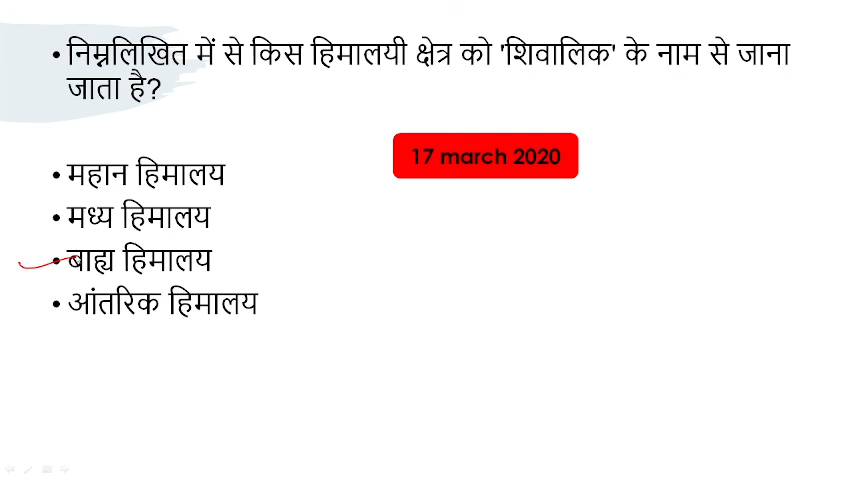 • निम्नलिखित में से किस हिमालयी क्षेत्र को 'शिवालिक' के नाम से जाना
जाता है?
17 march 2020
• महान हिमालय
• मध्य हिमालय
• बाह्य हिमालय
• आंतरिक हिमालय